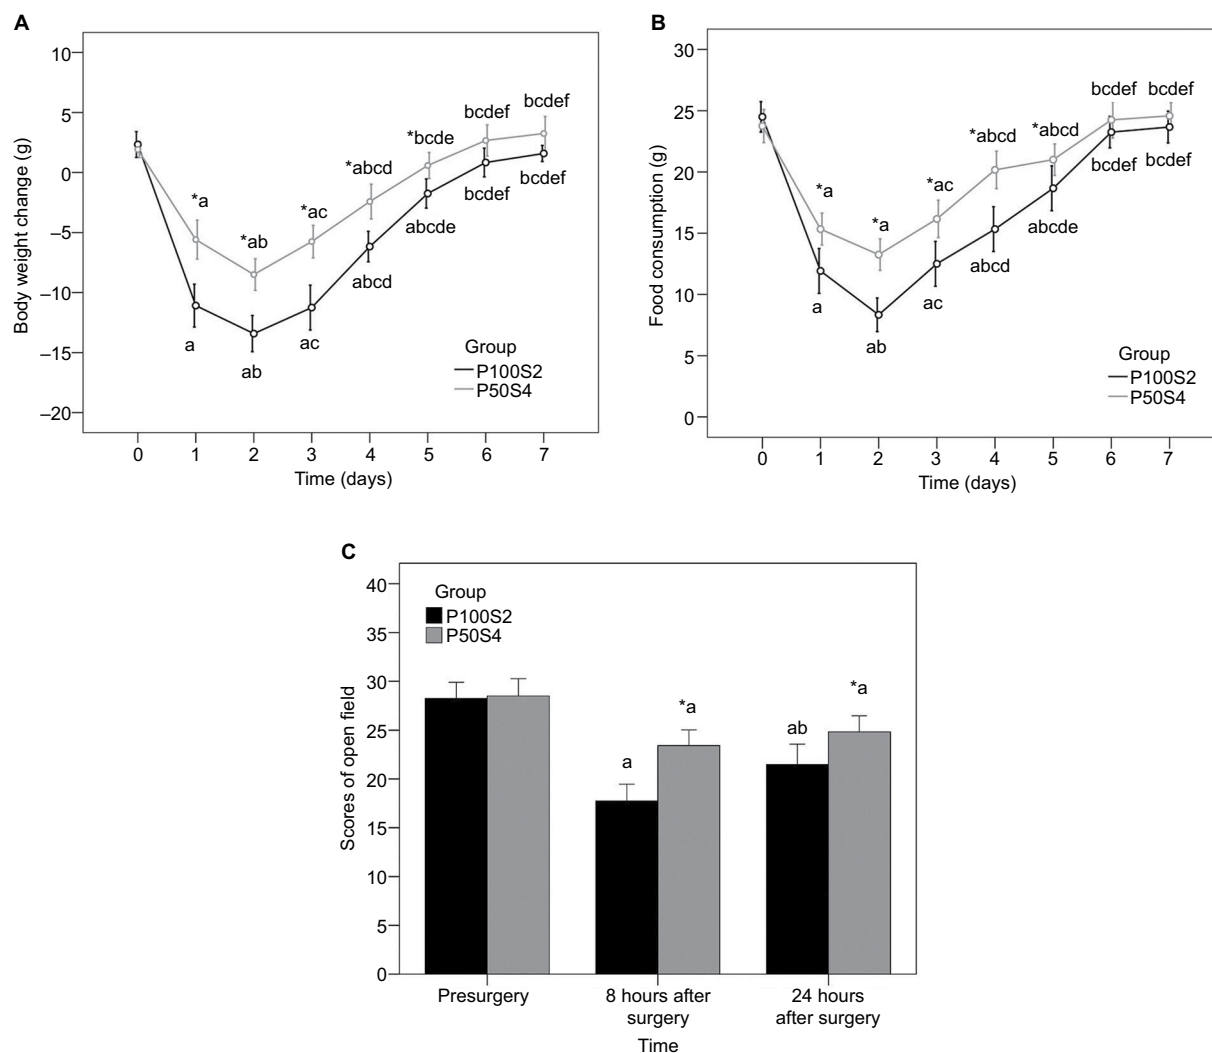 A
Body weight change (g)
10
5
0
–5
–10
–15
–20
*a
*ab
*ac
*abcd
*bcde
bcdef
bcdef
a
ab
ac
abcd
abcde
bcdef
bcdef
Group
P100S2
P50S4
0 1 2 3 4 5 6 7
Time (days)
B
Food consumption (g)
30
25
20
15
10
5
0
*a
*a
*ac
*abcd
*abcd
bcdef
bcdef
a
ab
ac
abcd
abcde
bcdef
bcdef
Group
P100S2
P50S4
0 1 2 3 4 5 6 7
Time (days)
C
Scores of open field
40
35
30
25
20
15
10
5
0
Group
P100S2
P50S4
a
*a
ab
*a
Presurgery
8 hours after
surgery
24 hours
after surgery
Time